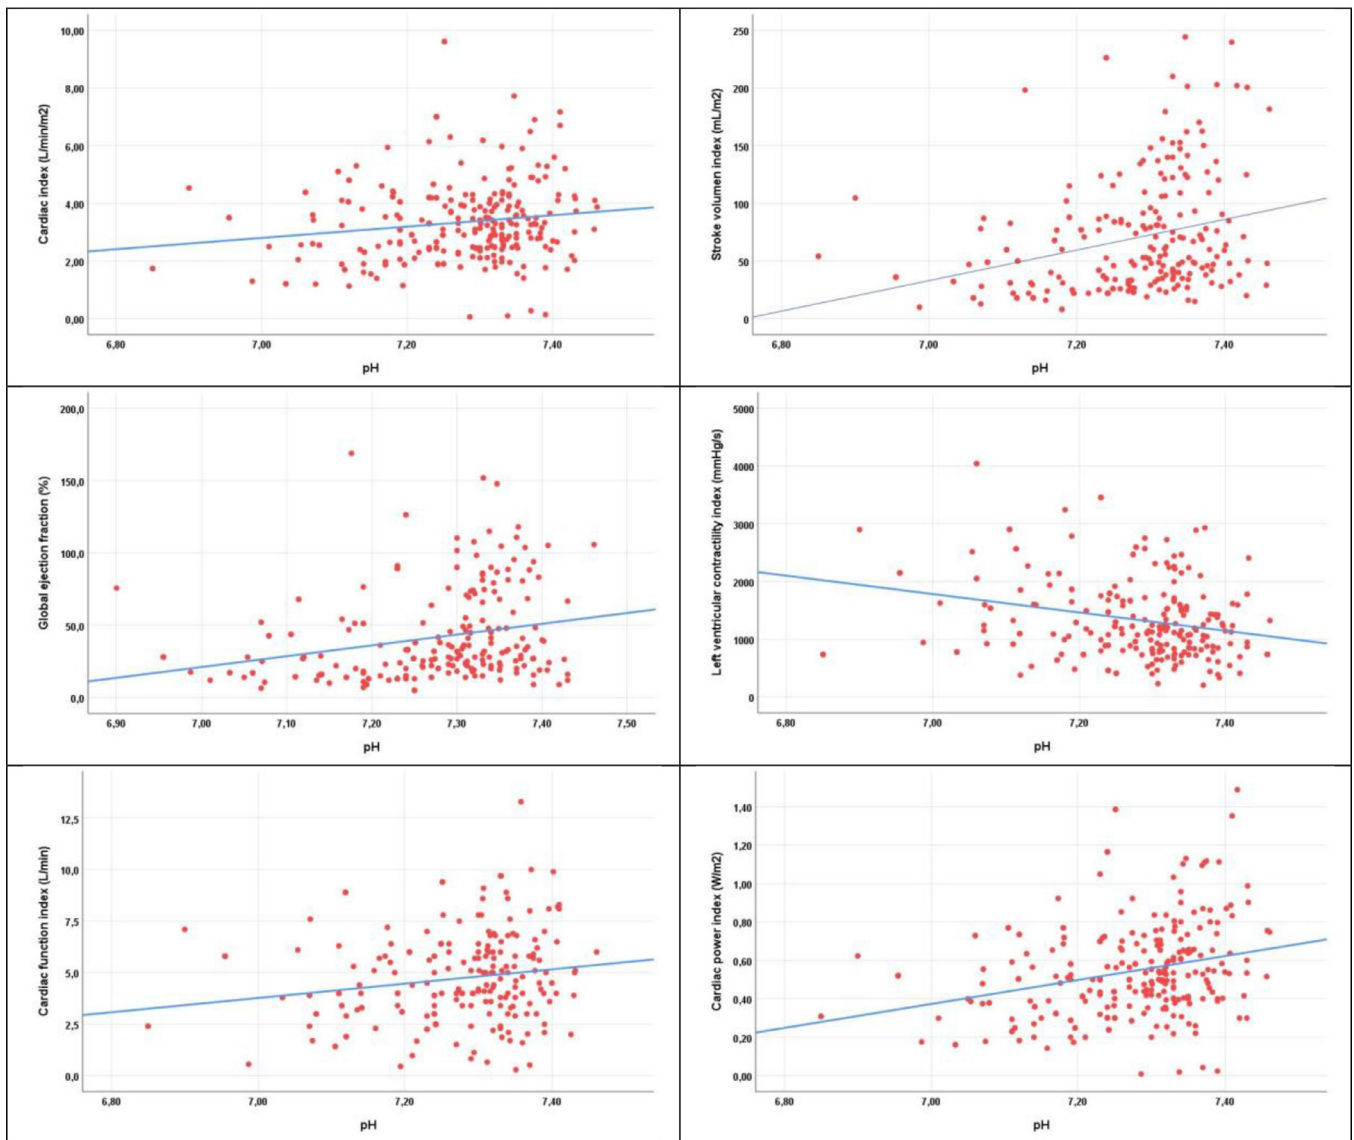 Cardiac index (L/min/m2)
10,00
8,00
6,00
4,00
2,00
0,00
6,80 7,00 7,20 7,40
pH
Stroke volumen index (mL/m2)
250
200
150
100
50
0
6,80 7,00 7,20 7,40
pH
Global ejection fraction (%)
200,0
150,0
100,0
50,0
0,0
6,90 7,00 7,10 7,20 7,30 7,40 7,50
pH
Left ventricular contractility index (mmHg/s)
5000
4000
3000
2000
1000
0
6,80 7,00 7,20 7,40
pH
Cardiac function index (L/min)
12,5
10,0
7,5
5,0
2,5
0,0
6,80 7,00 7,20 7,40
pH
Cardiac power index (W/m2)
1,40
1,20
1,00
0,80
0,60
0,40
0,20
0,00
6,80 7,00 7,20 7,40
pH